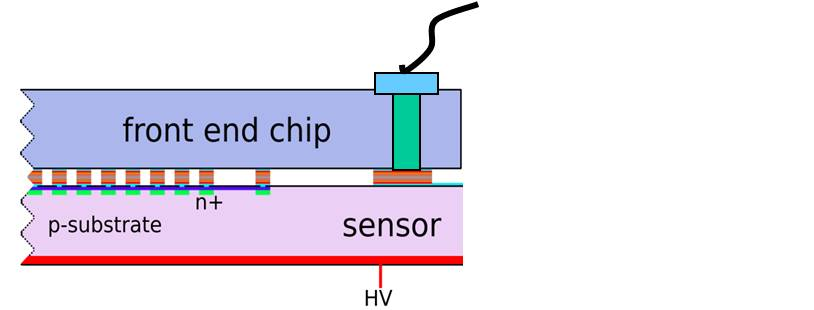 front end chip
n+
p-substrate
sensor
HV